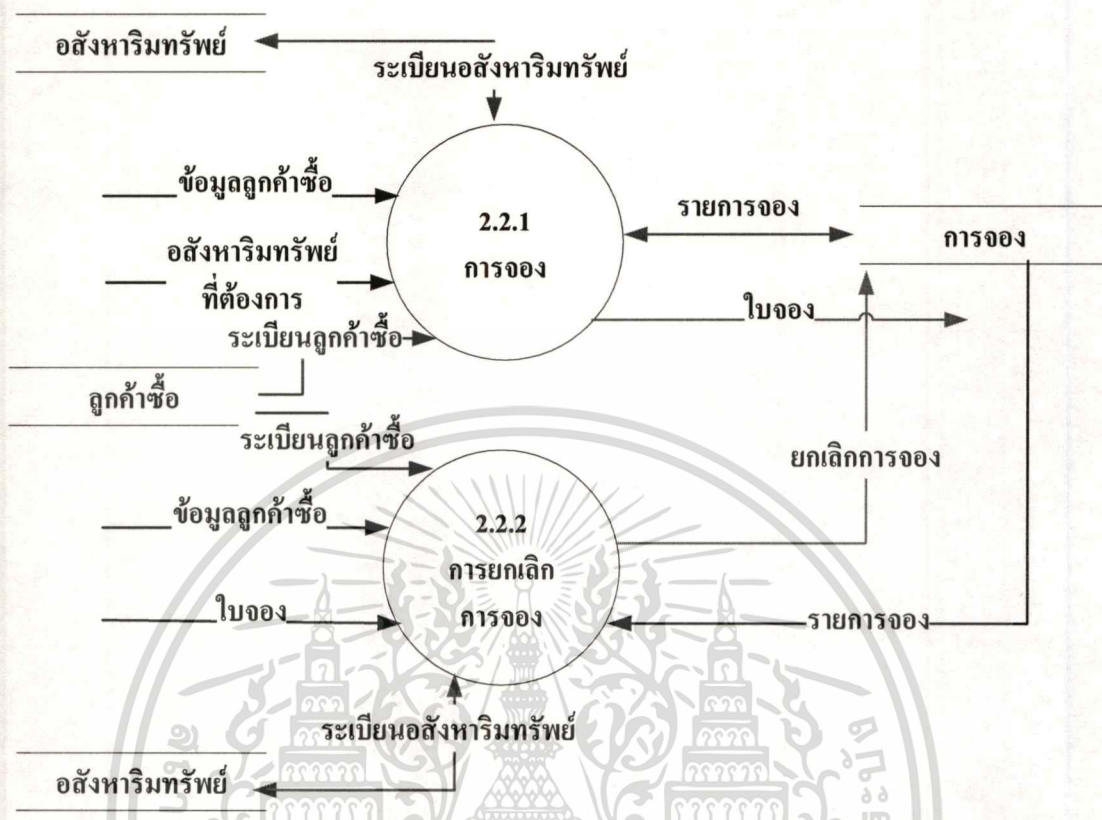 อสังหาริมทรัพย์
ระเบียนอสังหาริมทรัพย์
ข้อมูลลูกค้าซื้อ
2.2.1
การจอง
รายการจอง
การจอง
อสังหาริมทรัพย์
ที่ต้องการ
ใบจอง
ระเบียนลูกค้าซื้อ
ลูกค้าซื้อ
ระเบียนลูกค้าซื้อ
ยกเลิกการจอง
ข้อมูลลูกค้าซื้อ
2.2.2
การยกเลิก
การจอง
ใบจอง
รายการจอง
ระเบียนอสังหาริมทรัพย์
อสังหาริมทรัพย์